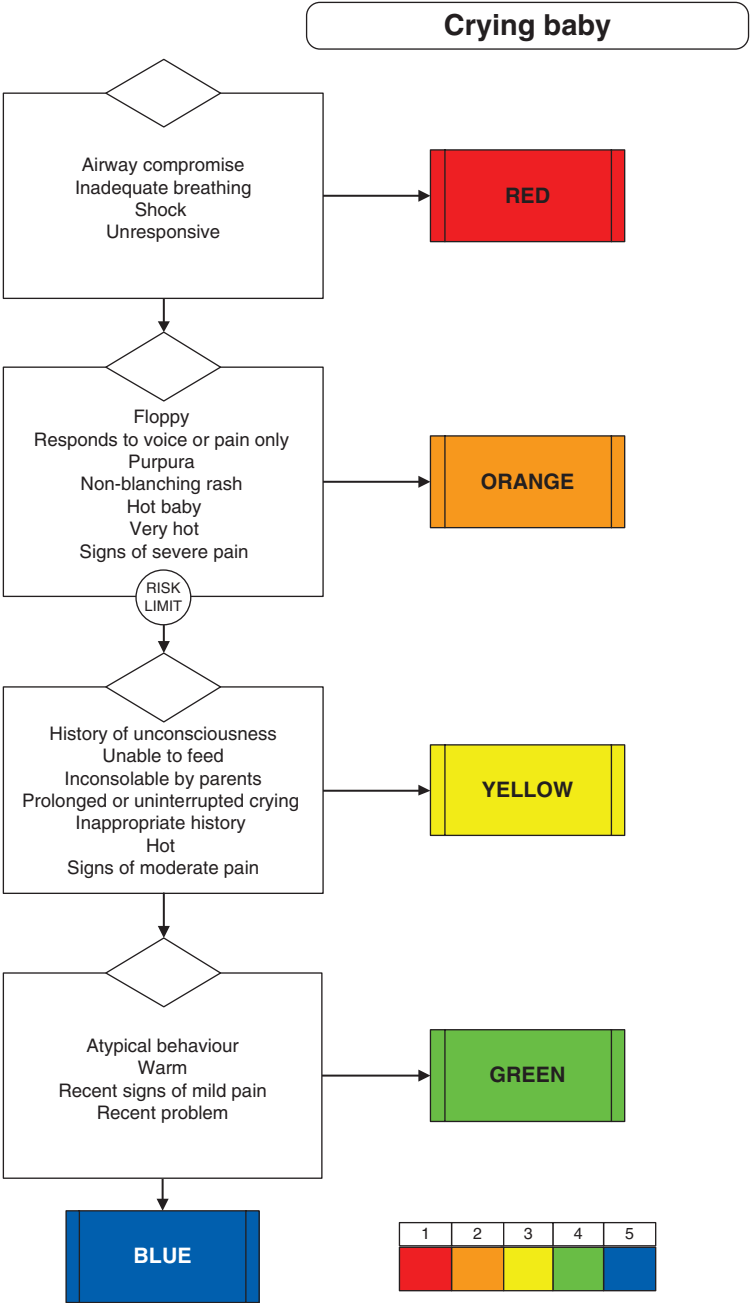 Crying baby
Airway compromise
Inadequate breathing
Shock
Unresponsive
RED
Floppy
Responds to voice or pain only
Purpura
Non-blanching rash
Hot baby
Very hot
Signs of severe pain
ORANGE
RISK
LIMIT
History of unconsciousness
Unable to feed
Inconsolable by parents
Prolonged or uninterrupted crying
Inappropriate history
Hot
Signs of moderate pain
YELLOW
Atypical behaviour
Warm
Recent signs of mild pain
Recent problem
GREEN
BLUE
1 2 3 4 5